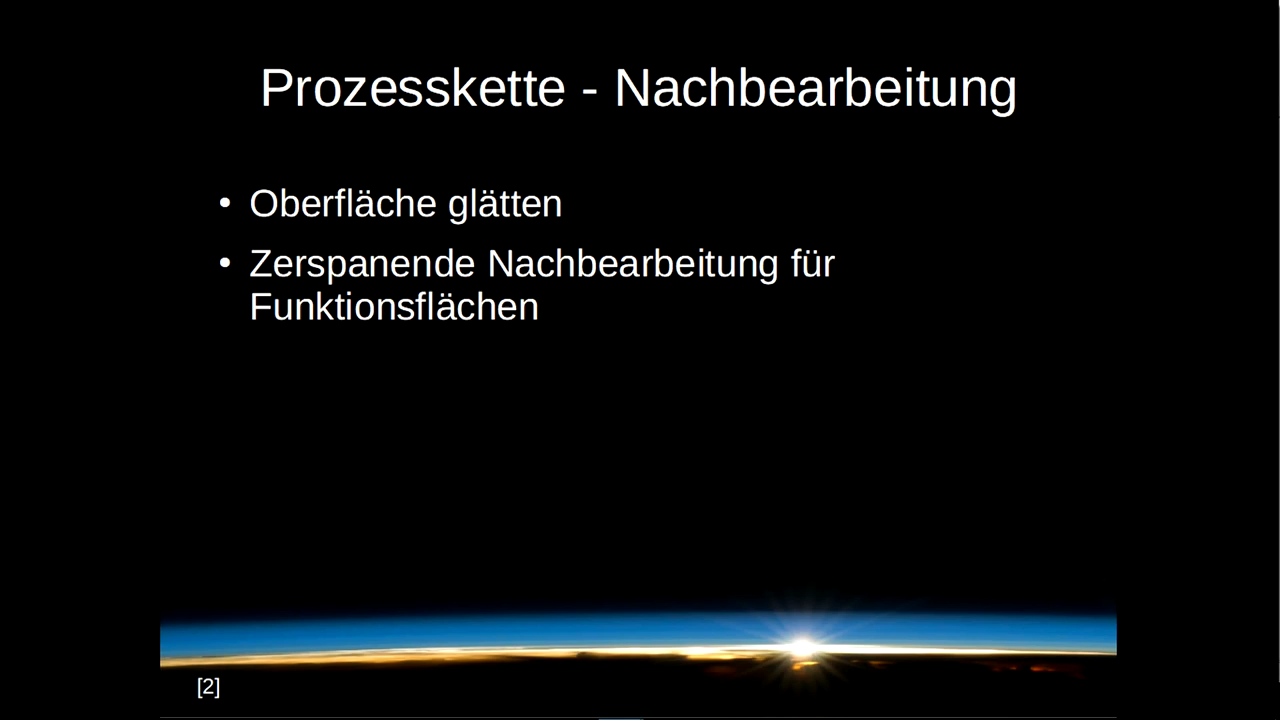 Prozesskette - Nachbearbeitung
• Oberfläche glätten
• Zerspanende Nachbearbeitung für
Funktionsflächen
[2]